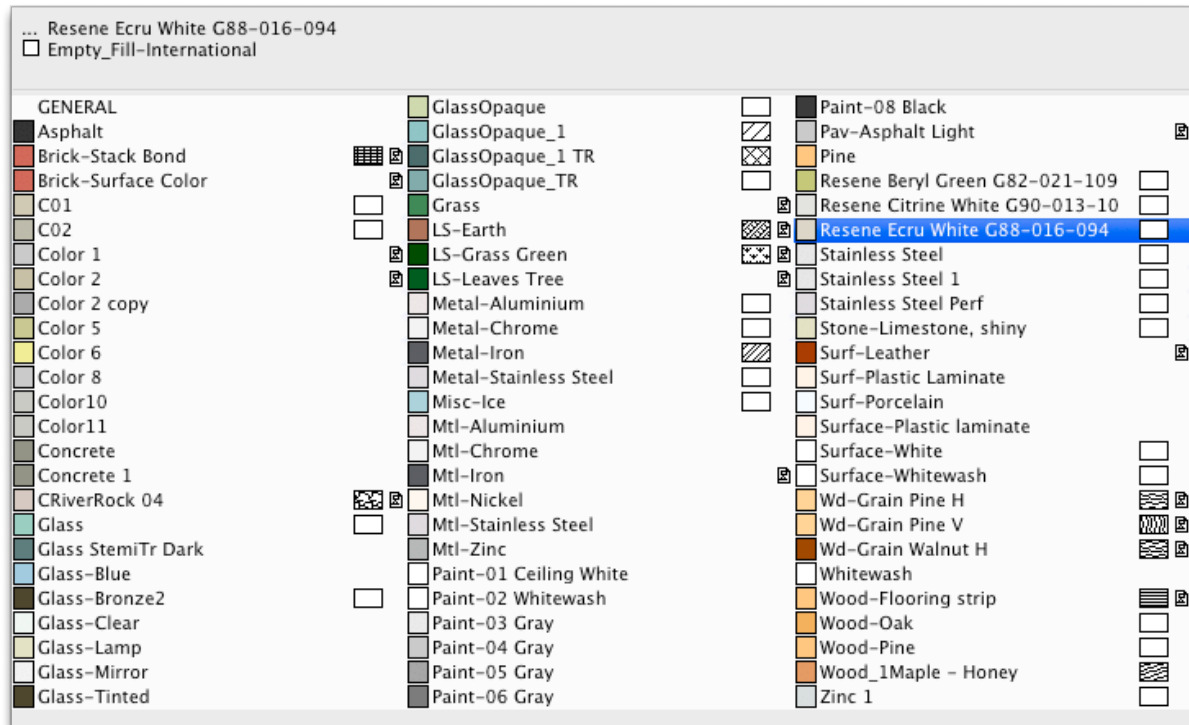 ... Resene Ecru White G88-016-094
Empty_Fill-International
GENERAL
Asphalt
Brick-Stack Bond
Brick-Surface Color
C01
C02
Color 1
Color 2
Color 2 copy
Color 5
Color 6
Color 8
Color10
Color11
Concrete
Concrete 1
CRiverRock 04
Glass
Glass StemiTr Dark
Glass-Blue
Glass-Bronze2
Glass-Clear
Glass-Lamp
Glass-Mirror
Glass-Tinted
GlassOpaque
GlassOpaque_1
GlassOpaque_1 TR
GlassOpaque_TR
Grass
LS-Earth
LS-Grass Green
LS-Leaves Tree
Metal-Aluminium
Metal-Chrome
Metal-Iron
Metal-Stainless Steel
Misc-Ice
Mtl-Aluminium
Mtl-Chrome
Mtl-Iron
Mtl-Nickel
Mtl-Stainless Steel
Mtl-Zinc
Paint-01 Ceiling White
Paint-02 Whitewash
Paint-03 Gray
Paint-04 Gray
Paint-05 Gray
Paint-06 Gray
Paint-08 Black
Pav-Asphalt Light
Pine
Resene Beryl Green G82-021-109
Resene Citrine White G90-013-10
Resene Ecru White G88-016-094
Stainless Steel
Stainless Steel 1
Stainless Steel Perf
Stone-Limestone, shiny
Surf-Leather
Surf-Plastic Laminate
Surf-Porcelain
Surface-Plastic laminate
Surface-White
Surface-Whitewash
Wd-Grain Pine H
Wd-Grain Pine V
Wd-Grain Walnut H
Whitewash
Wood-Flooring strip
Wood-Oak
Wood-Pine
Wood_1Maple - Honey
Zinc 1